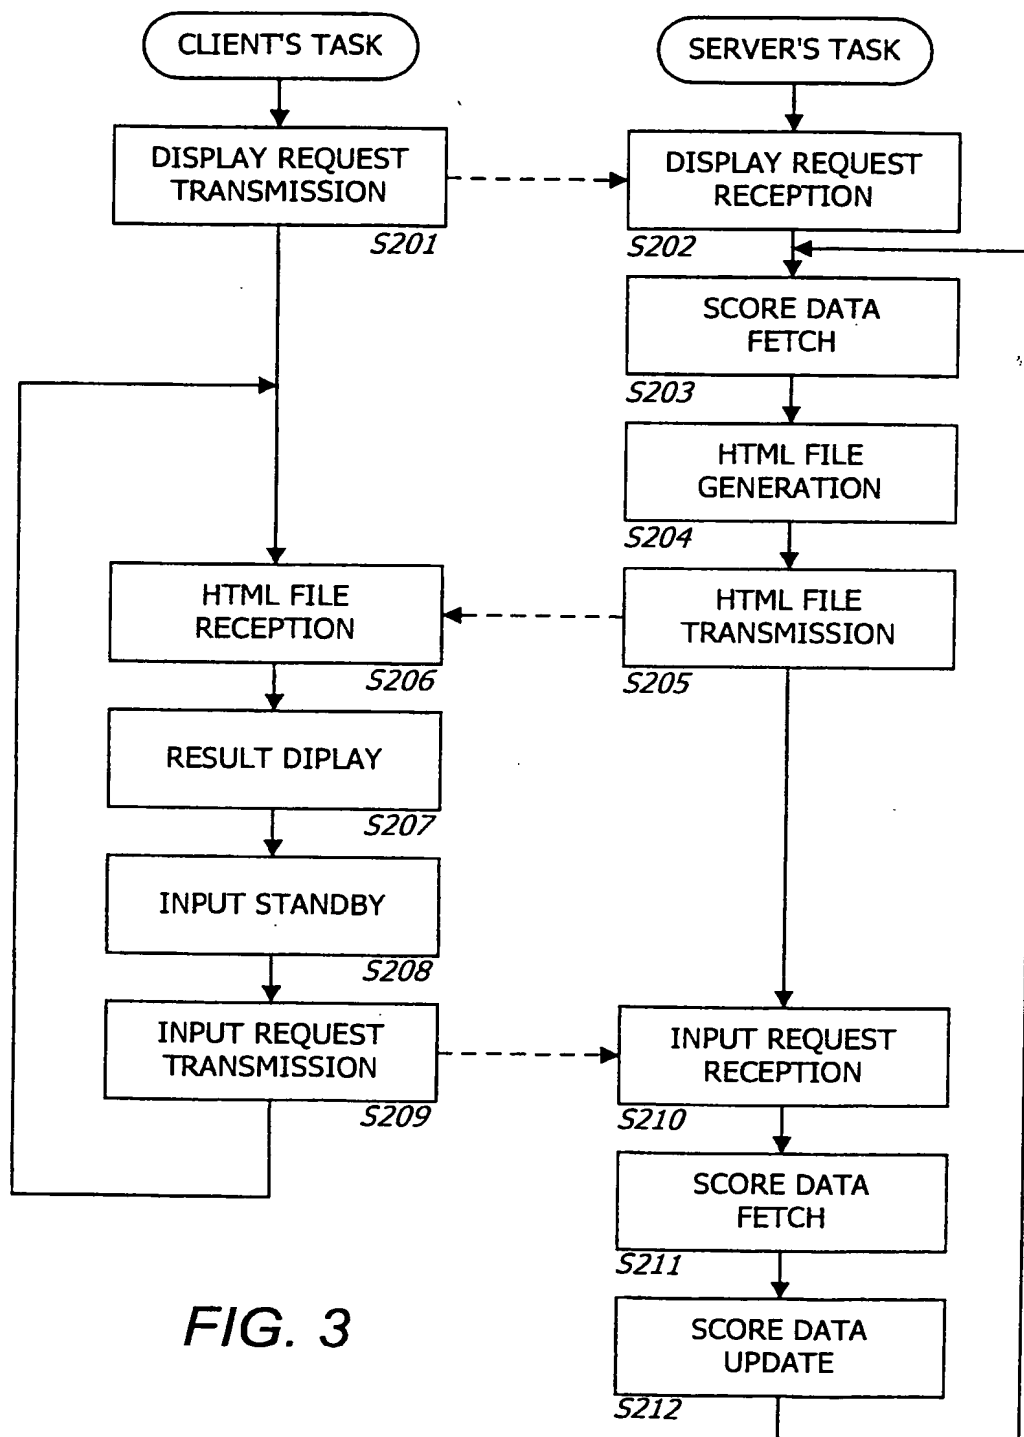 CLIENT'S TASK
SERVER'S TASK
DISPLAY REQUEST
TRANSMISSION
S201
DISPLAY REQUEST
RECEPTION
S202
SCORE DATA
FETCH
S203
HTML FILE
GENERATION
S204
HTML FILE
TRANSMISSION
S205
HTML FILE
RECEPTION
S206
RESULT DIPLAY
S207
INPUT STANDBY
S208
INPUT REQUEST
TRANSMISSION
S209
INPUT REQUEST
RECEPTION
S210
SCORE DATA
FETCH
S211
SCORE DATA
UPDATE
S212
FIG. 3